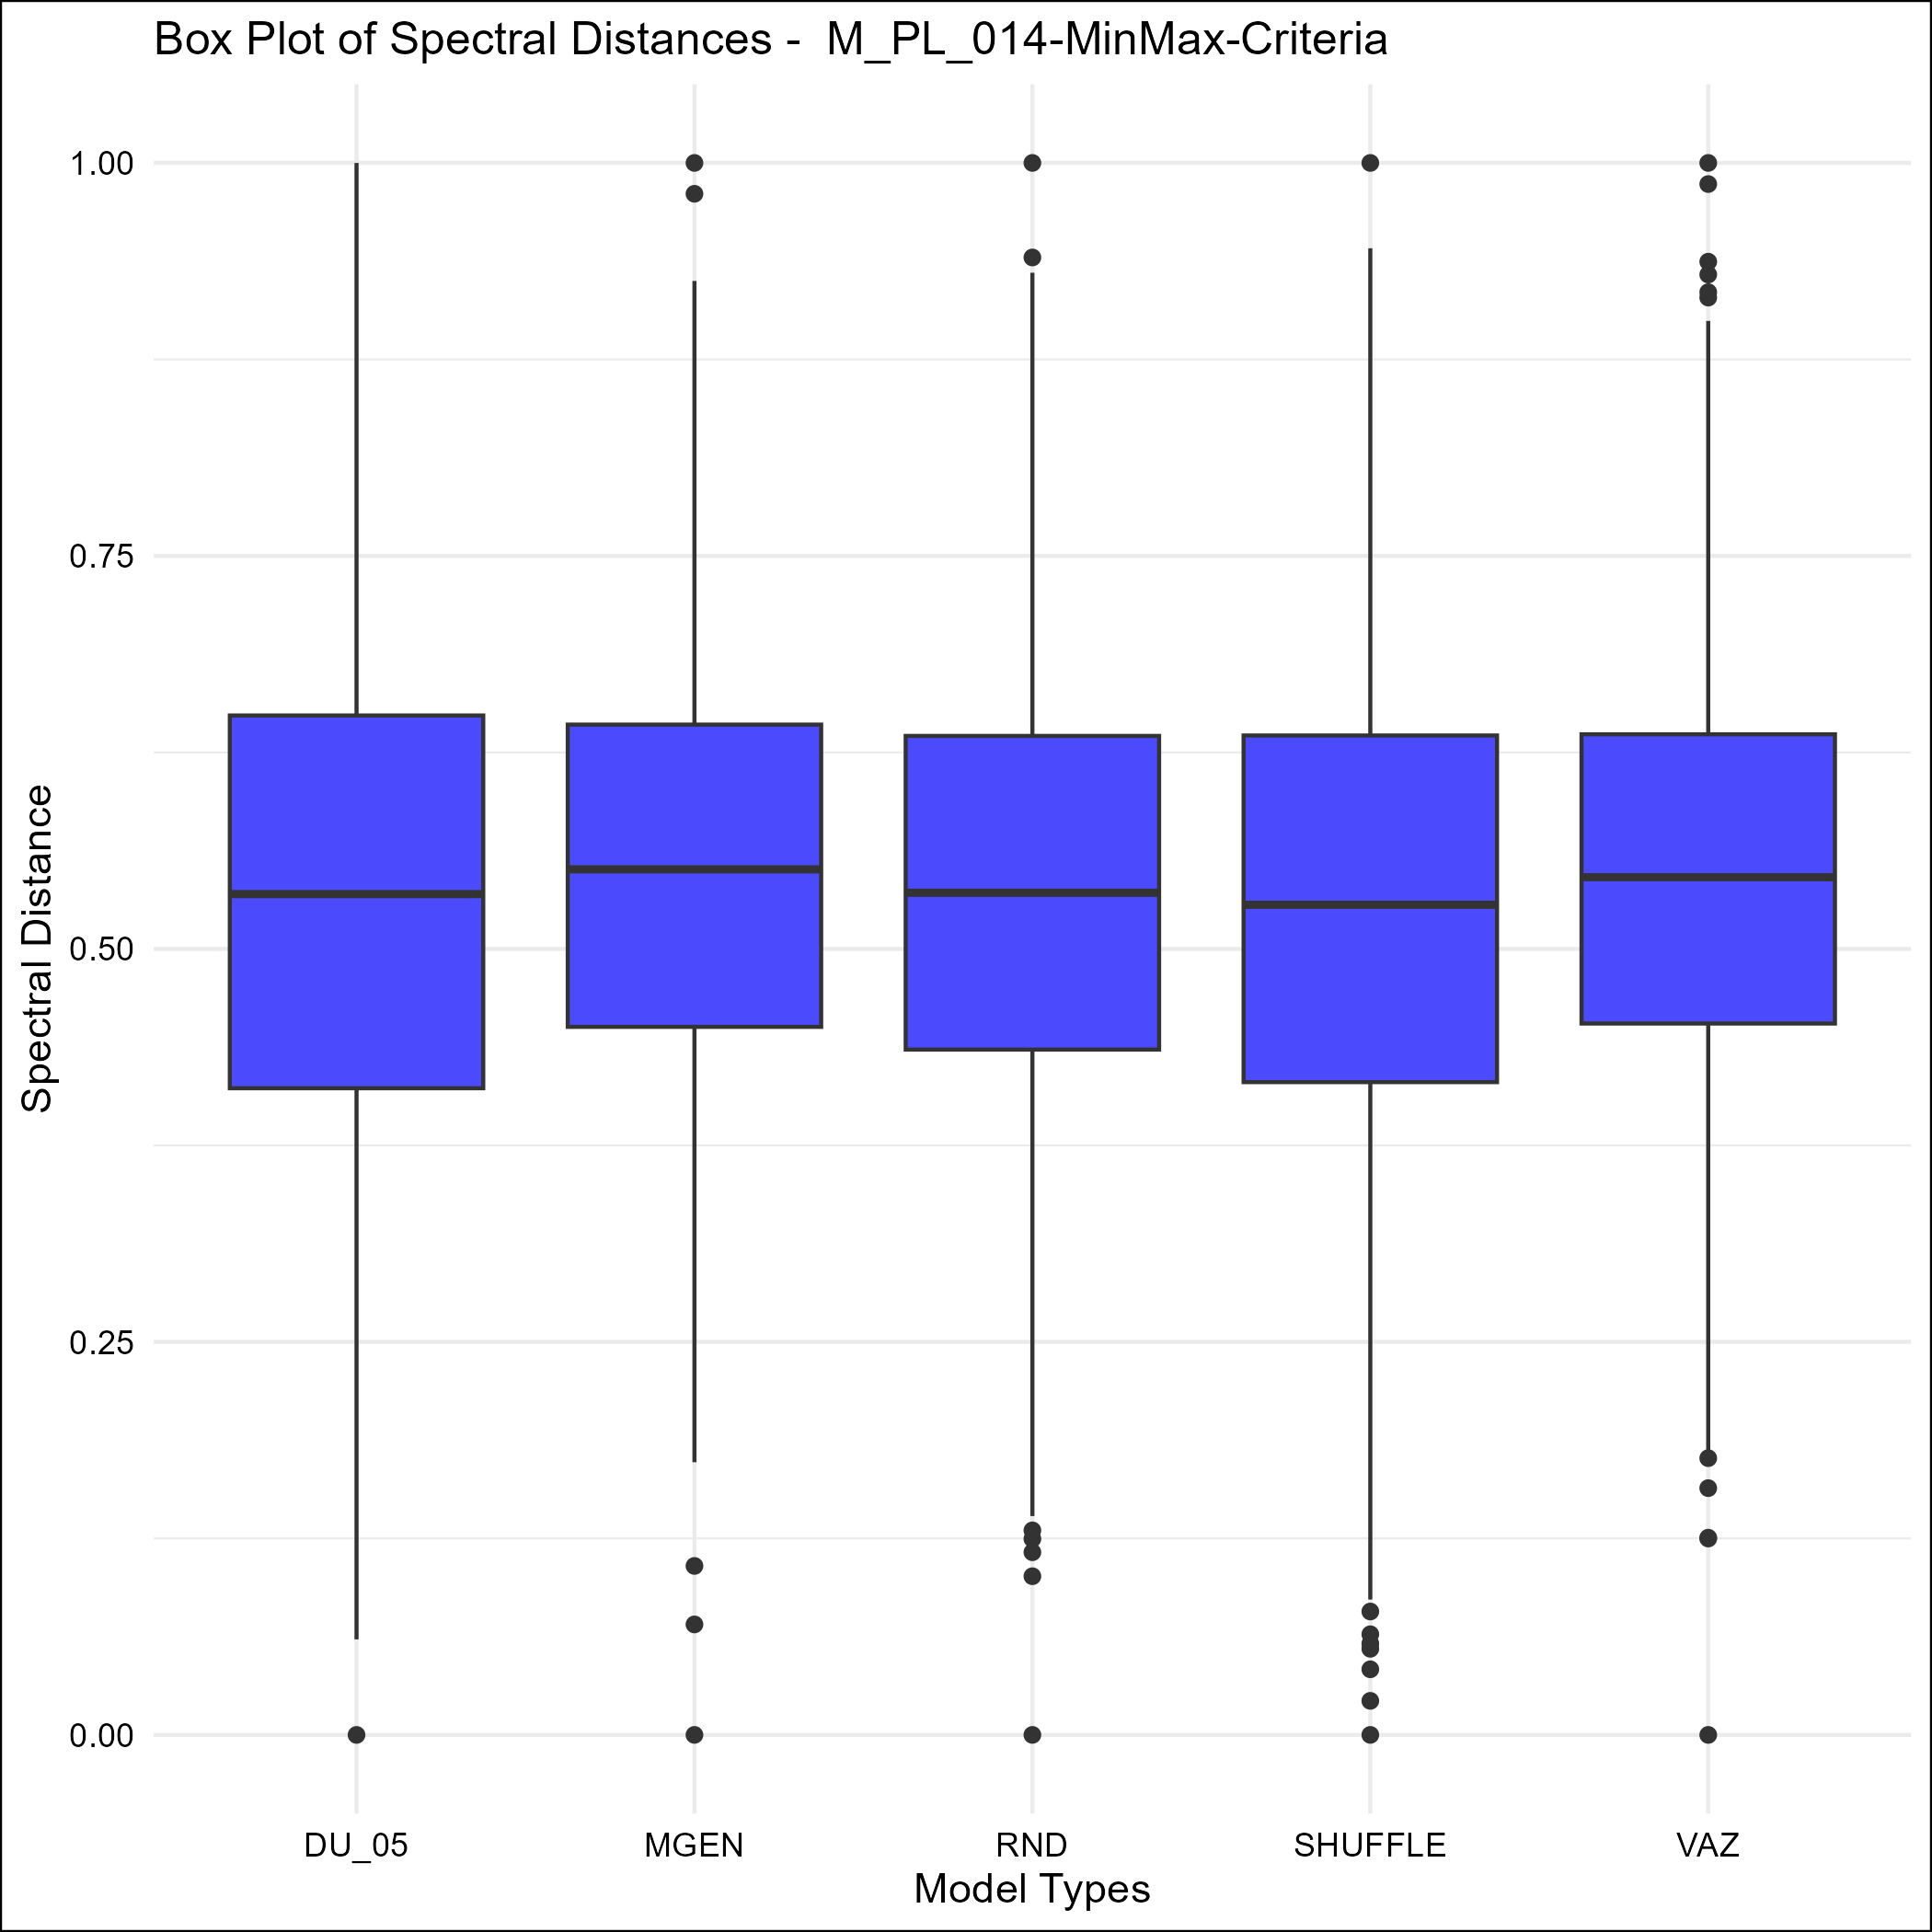 Box Plot of Spectral Distances -  M_PL_014-MinMax-Criteria
1.00
0.75
0.50
0.25
0.00
Spectral Distance
DU_05 MGEN RND SHUFFLE VAZ
Model Types